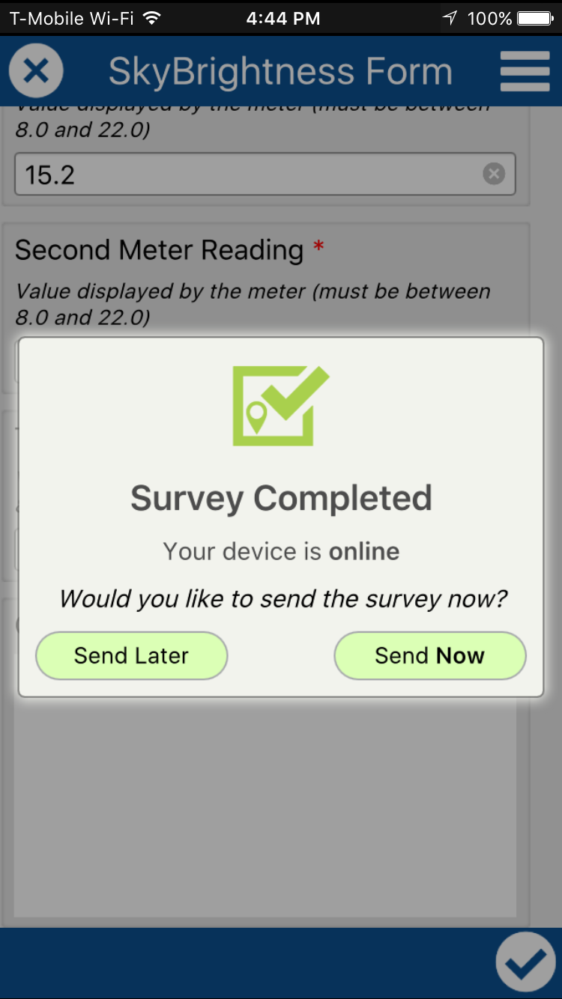 T-Mobile Wi-Fi 4:44 PM 100%
SkyBrightness Form
Value displayed by the meter (must be between
8.0 and 22.0)
15.2
Second Meter Reading *
Value displayed by the meter (must be between
8.0 and 22.0)
Survey Completed
Your device is online
Would you like to send the survey now?
Send Later Send Now